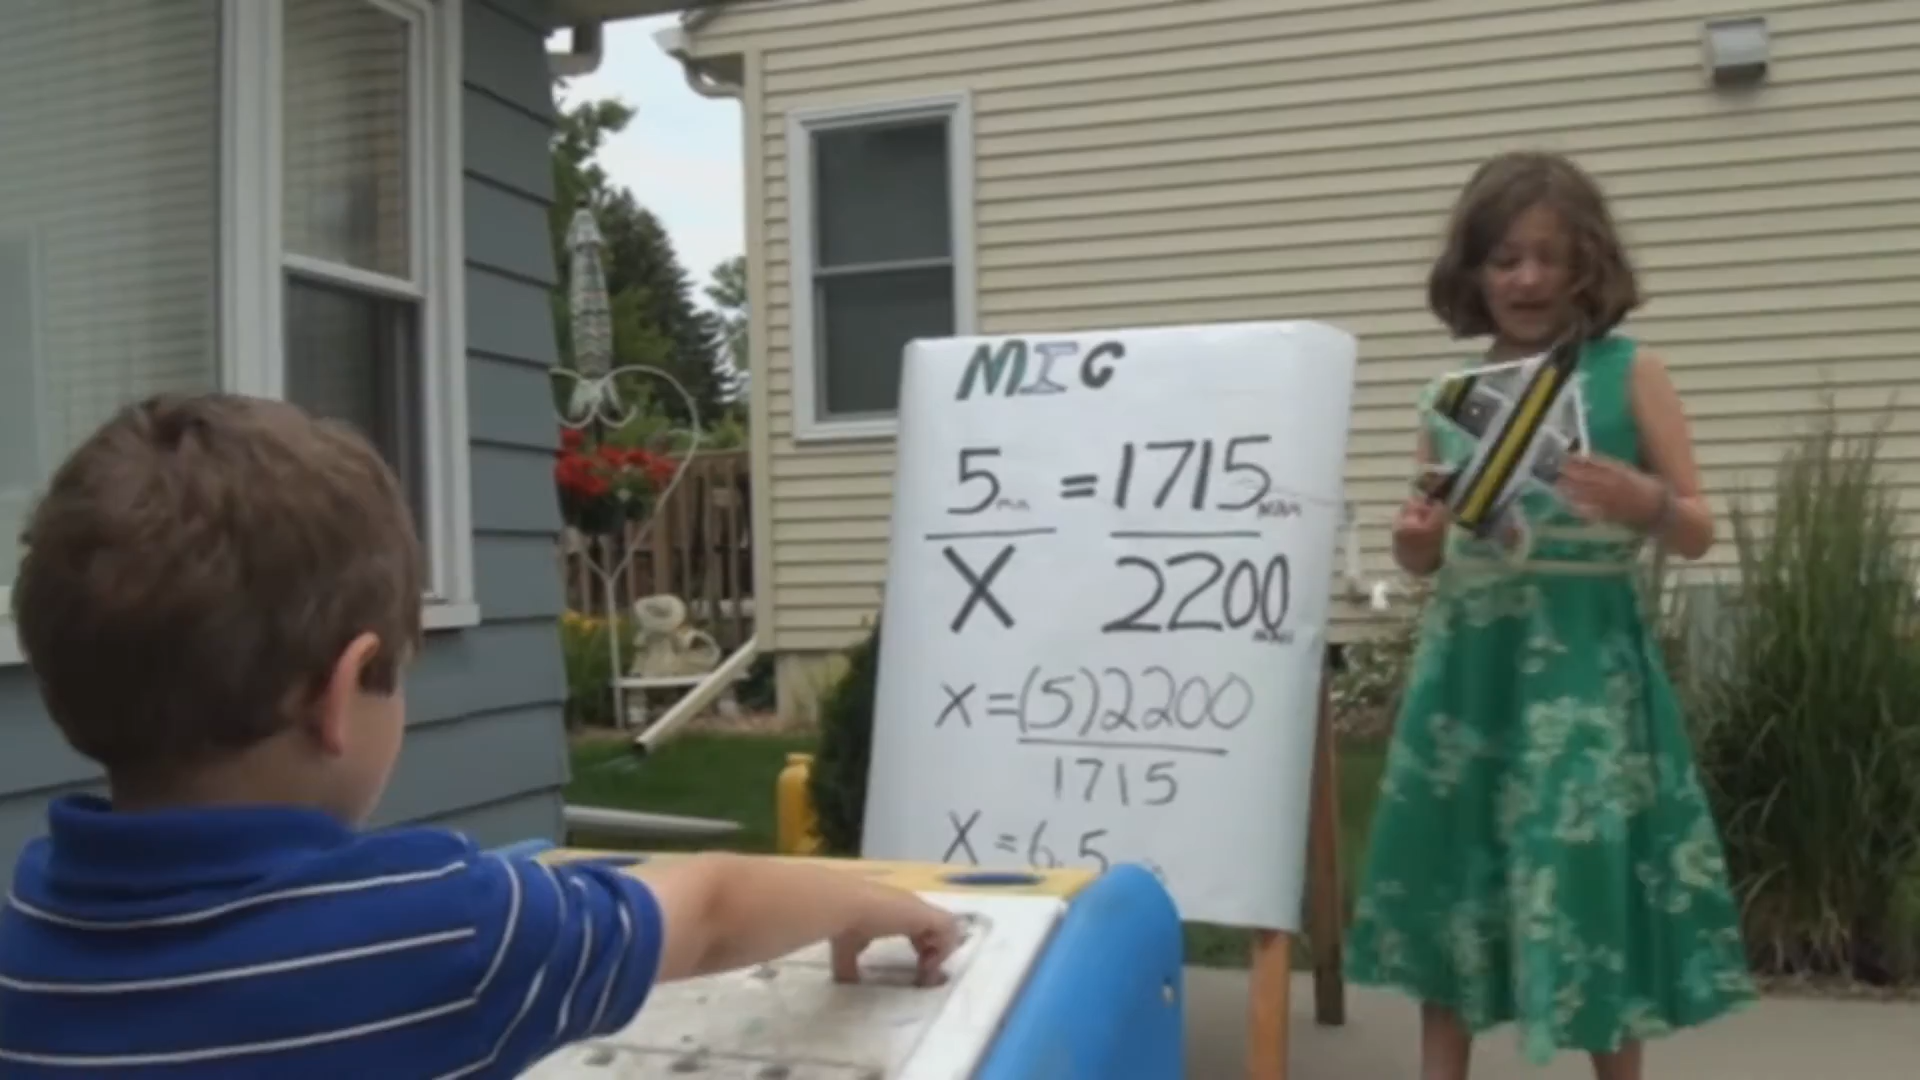 MIC
5 = 1715
X 2200
x = (5)2200
1715
X = 6.5